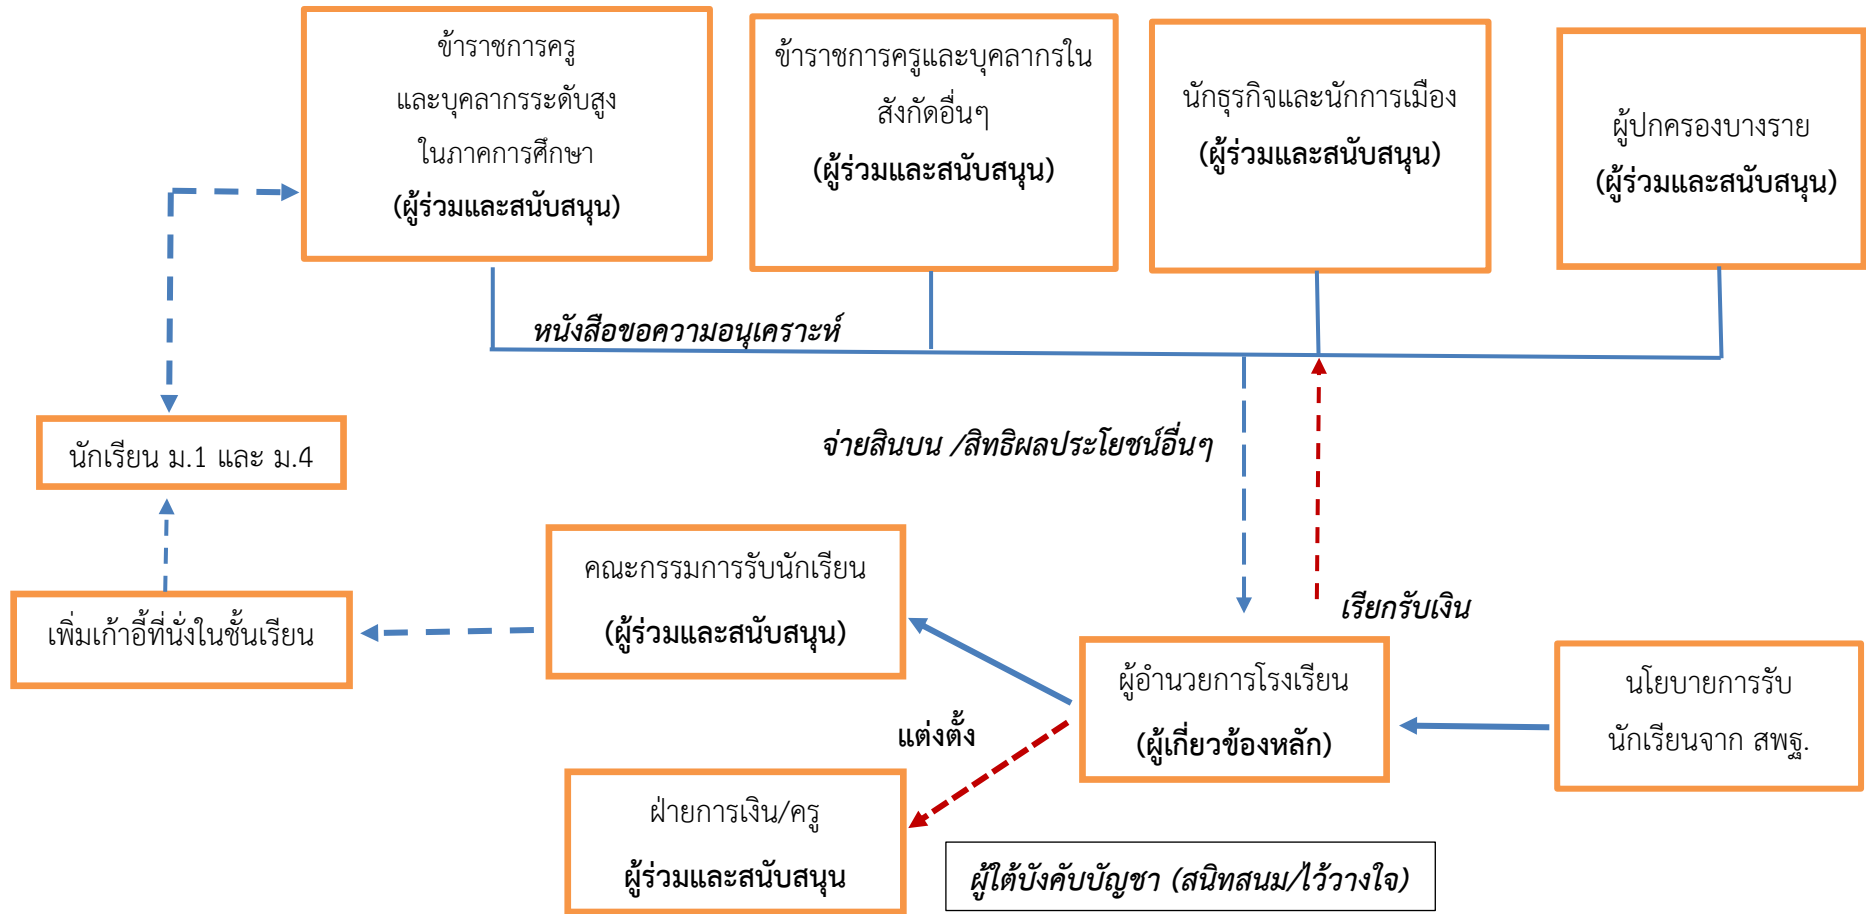 ข้าราชการครู
และบุคลากรระดับสูง
ในภาคการศึกษา
(ผู้ร่วมและสนับสนุน)
ข้าราชการครูและบุคลากรใน
สังกัดอื่นๆ
(ผู้ร่วมและสนับสนุน)
นักธุรกิจและนักการเมือง
(ผู้ร่วมและสนับสนุน)
ผู้ปกครองบางราย
(ผู้ร่วมและสนับสนุน)
หนังสือขอความอนุเคราะห์
นักเรียน ม.1 และ ม.4
จ่ายสินบน /สิทธิผลประโยชน์อื่นๆ
เรียกรับเงิน
เพิ่มเก้าอี้ที่นั่งในชั้นเรียน
คณะกรรมการรับนักเรียน
(ผู้ร่วมและสนับสนุน)
ผู้อำนวยการโรงเรียน
(ผู้เกี่ยวข้องหลัก)
นโยบายการรับ
นักเรียนจาก สพฐ.
แต่งตั้ง
ฝ่ายการเงิน/ครู
ผู้ร่วมและสนับสนุน
ผู้ใต้บังคับบัญชา (สนิทสนม/ไว้วางใจ)